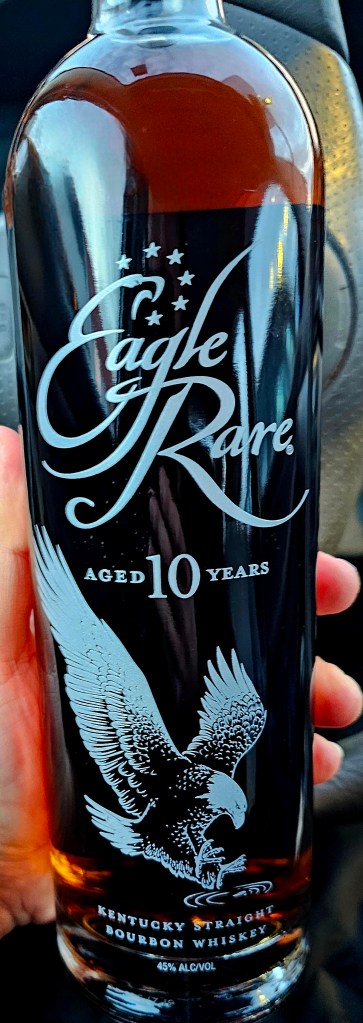 Eagle
Rare®
AGED 10 YEARS
KENTUCKY STRAIGHT
BOURBON WHISKEY
45% ALC/VOL